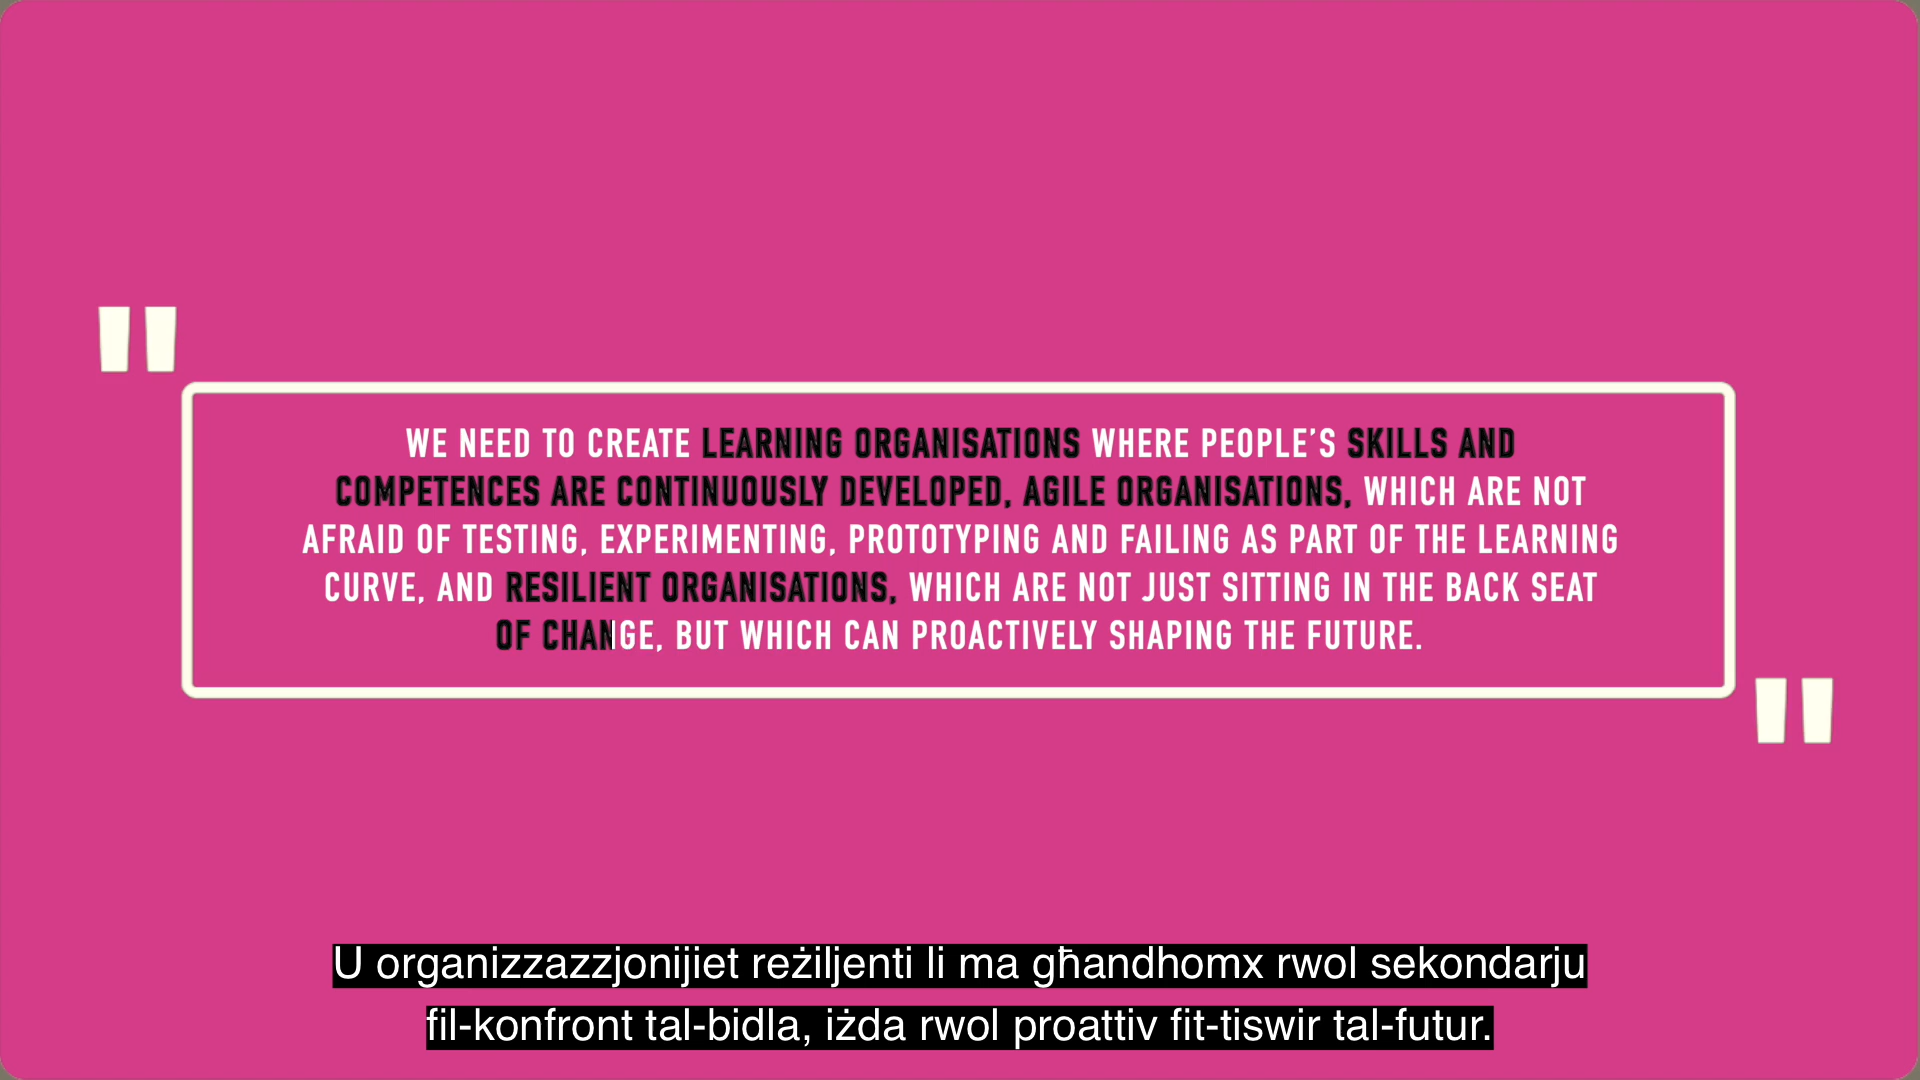 "
WE NEED TO CREATE LEARNING ORGANISATIONS WHERE PEOPLE’S SKILLS AND
COMPETENCES ARE CONTINUOUSLY DEVELOPED, AGILE ORGANISATIONS, WHICH ARE NOT
AFRAID OF TESTING, EXPERIMENTING, PROTOTYPING AND FAILING AS PART OF THE LEARNING
CURVE, AND RESILIENT ORGANISATIONS, WHICH ARE NOT JUST SITTING IN THE BACK SEAT
OF CHANGE, BUT WHICH CAN PROACTIVELY SHAPING THE FUTURE.
"
U organizzazzjonijiet reżiljenti li ma għandhomx rwol sekondarju
fil-konfront tal-bidla, iżda rwol proattiv fit-tiswir tal-futur.